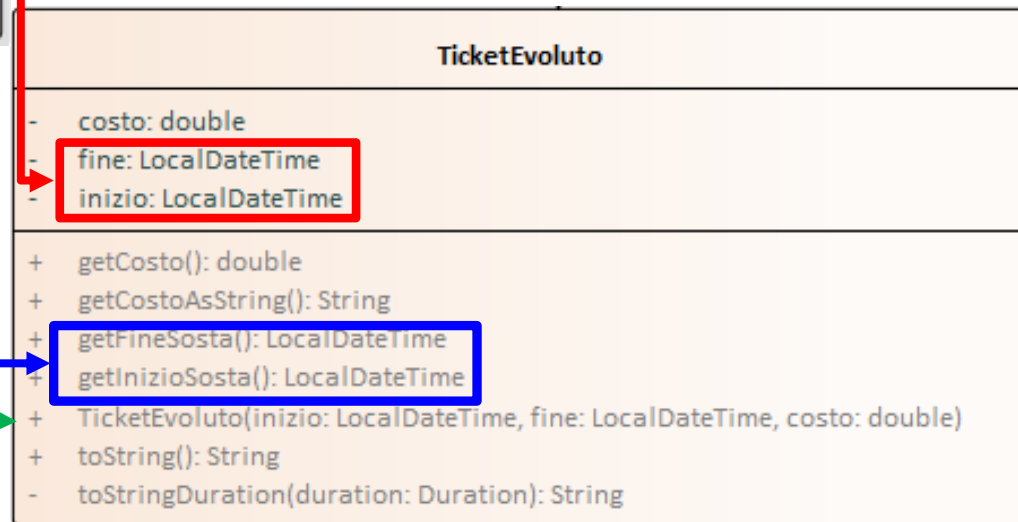 TicketEvoluto
- costo: double
- fine: LocalDateTime
- inizio: LocalDateTime
+ getCosto(): double
+ getCostoAsString(): String
+ getFineSosta(): LocalDateTime
+ getInizioSosta(): LocalDateTime
+ TicketEvoluto(inizio: LocalDateTime, fine: LocalDateTime, costo: double)
+ toString(): String
- toStringDuration(duration: Duration): String